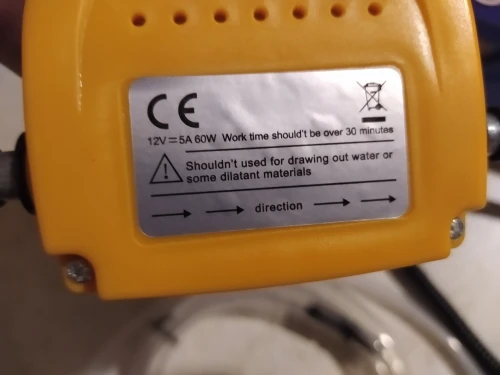 CE
12V⎓5A 60W Work time should't be over 30 minutes
Shouldn't used for drawing out water or
some dilatant materials
direction